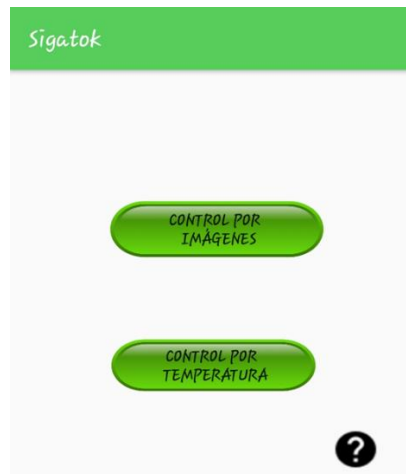 Sigatok
CONTROL POR
IMÁGENES
CONTROL POR
TEMPERATURA
?